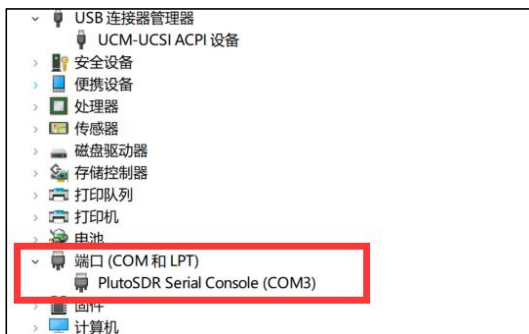 USB 连接器管理器
UCM-UCSI ACPI 设备
安全设备
便携设备
处理器
传感器
磁盘驱动器
存储控制器
打印队列
打印机
电池
端口 (COM 和 LPT)
PlutoSDR Serial Console (COM3)
固件
计算机